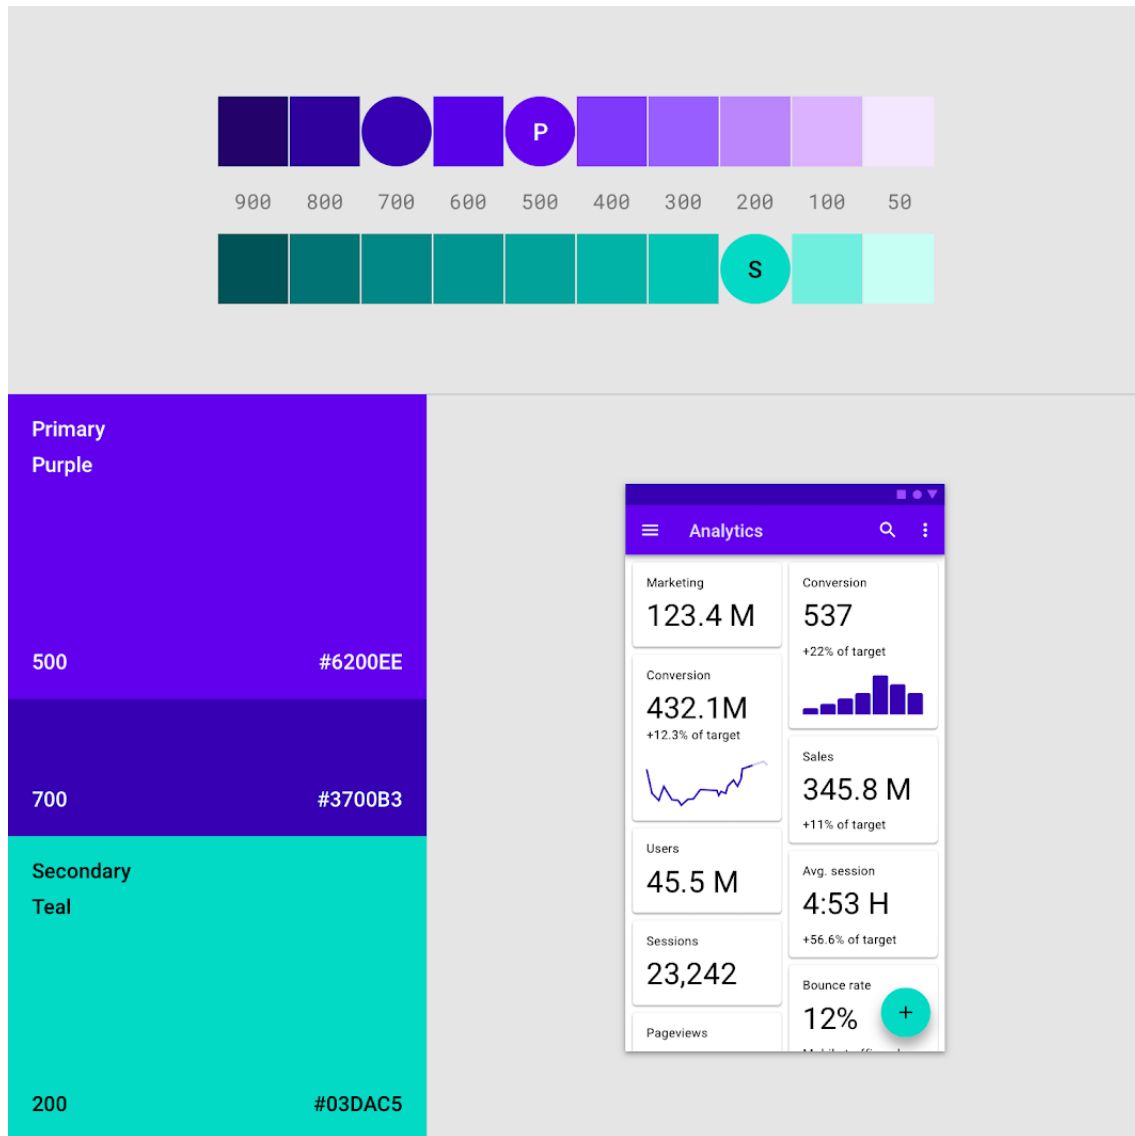 P
900 800 700 600 500 400 300 200 100 50
S
Primary
Purple
500 #6200EE
700 #3700B3
Secondary
Teal
200 #03DAC5
Analytics
Marketing
123.4 M
Conversion
432.1M
+12.3% of target
Users
45.5 M
Sessions
23,242
Pageviews
Conversion
537
+22% of target
Sales
345.8 M
+11% of target
Avg. session
4:53 H
+56.6% of target
Bounce rate
12%
+